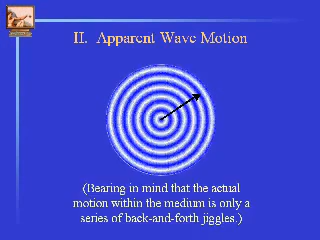 II. Apparent Wave Motion
(Bearing in mind that the actual
motion within the medium is only a
series of back-and-forth jiggles.)